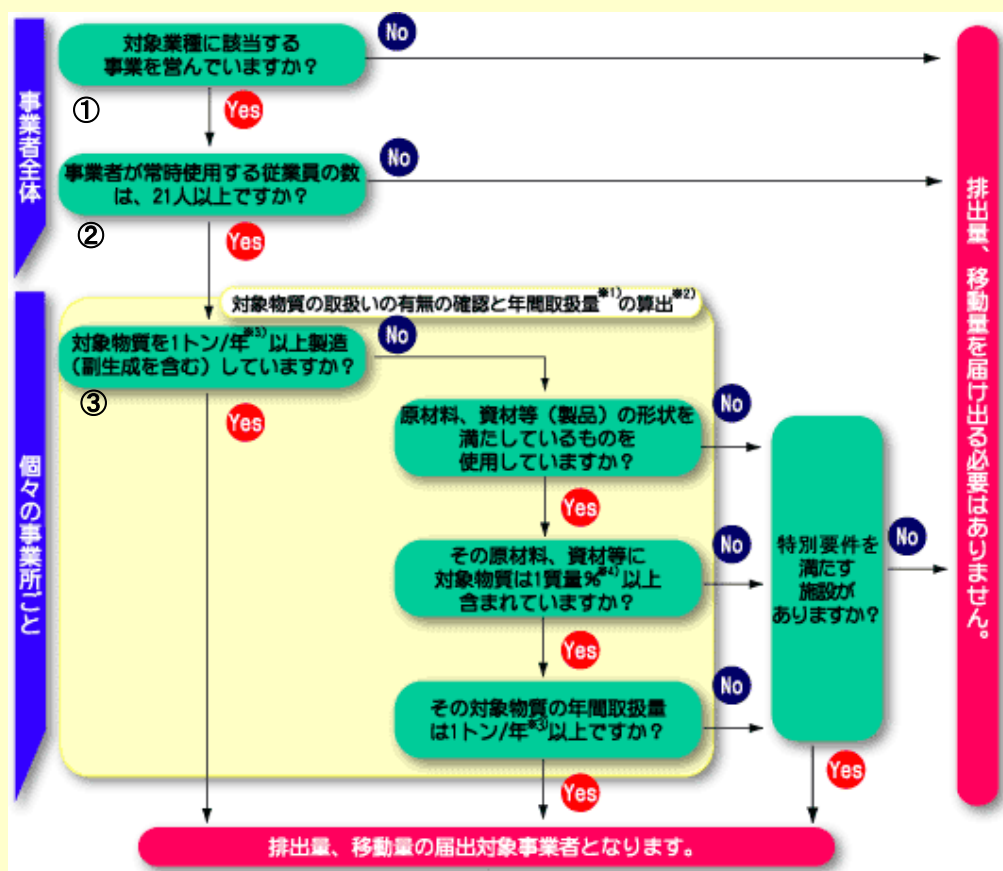 事業者全体
対象業種に該当する
事業を営んでいますか？
No
①
Yes
事業者が常時使用する従業員の数
は、21人以上ですか？
No
②
Yes
個々の事業所ごと
対象物質の取扱いの有無の確認と年間取扱量※1)の算出※2)
対象物質を1トン/年※3)以上製造
（副生成を含む）していますか？
No
③
Yes
原材料、資材等（製品）の形状を
満たしているものを
使用していますか？
No
Yes
その原材料、資材等に
対象物質は1質量%※4)以上
含まれていますか？
No
Yes
その対象物質の年間取扱量
は1トン/年※3)以上ですか？
No
Yes
特別要件を
満たす
施設が
ありますか？
No
Yes
排出量、移動量を届け出る必要はありません。
排出量、移動量の届出対象事業者となります。